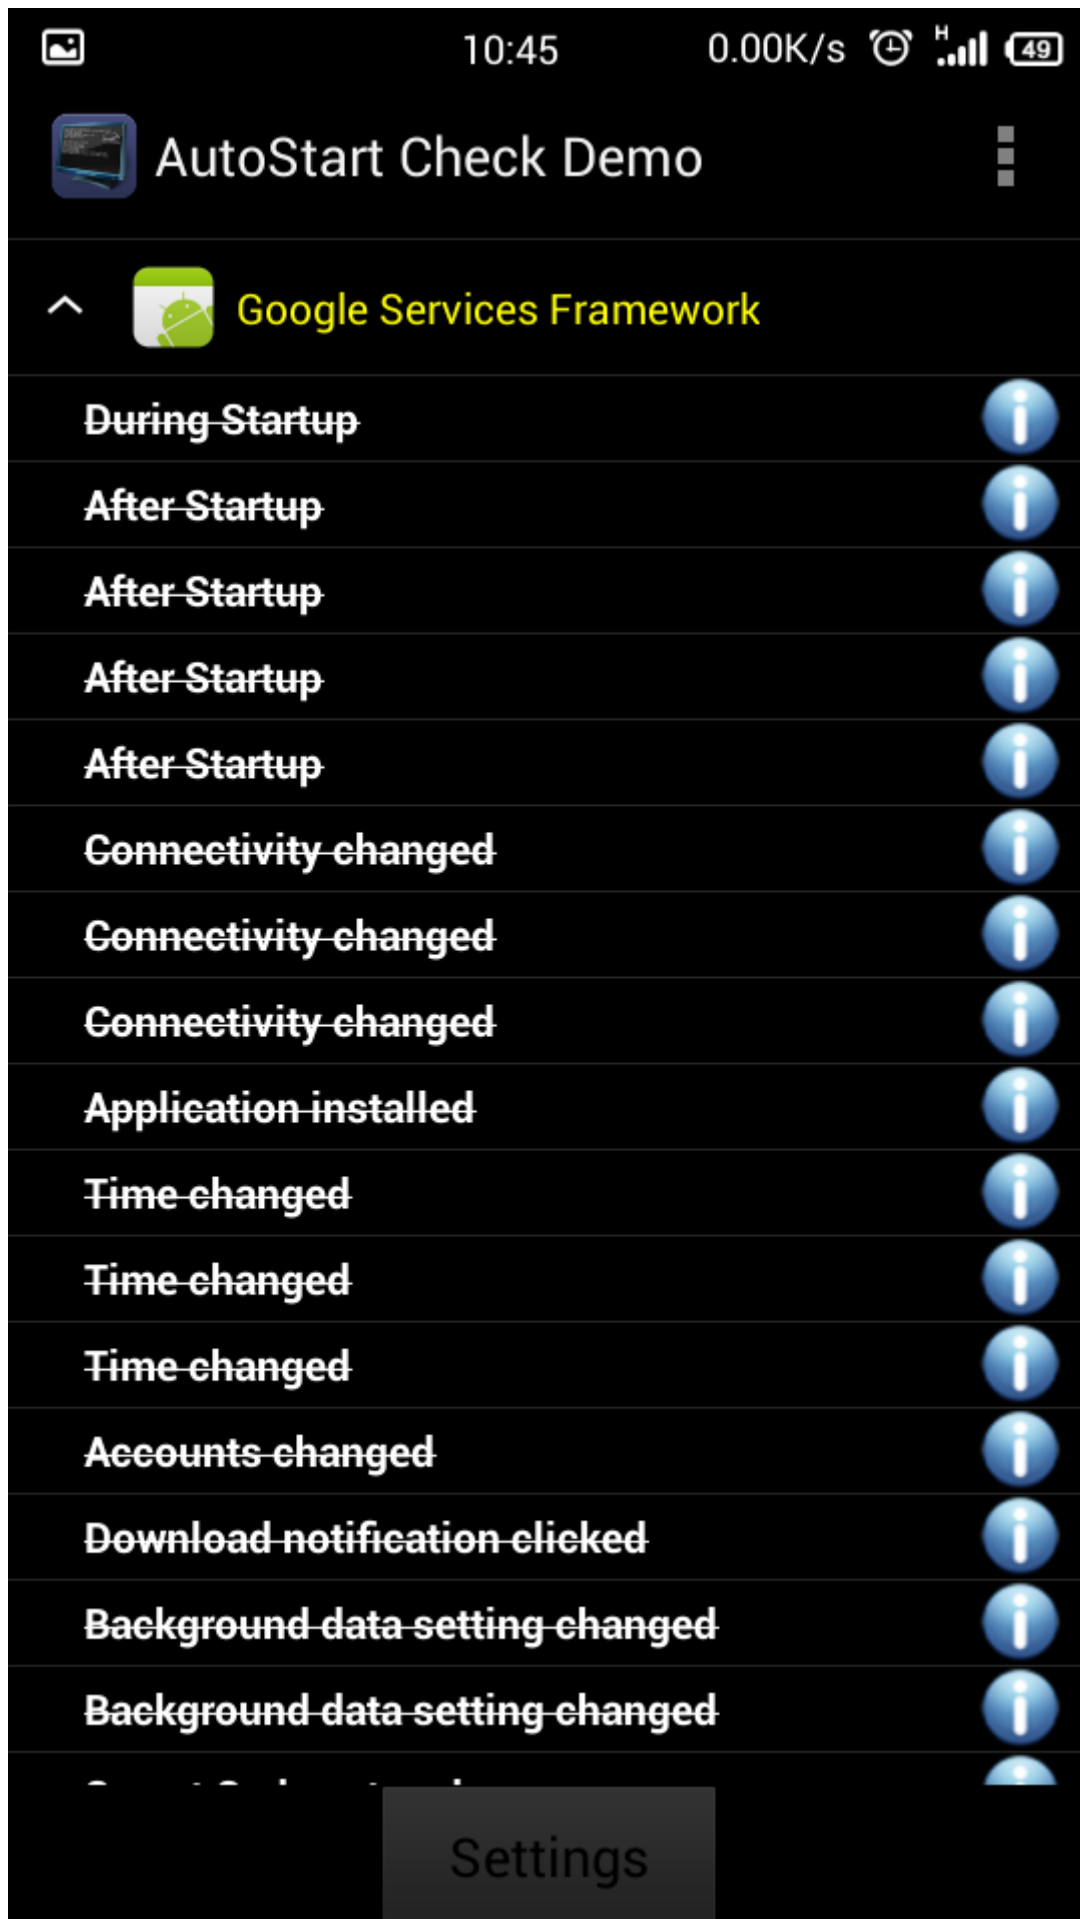 10:45 0.00K/s H 49
AutoStart Check Demo
Google Services Framework
During Startup
After Startup
After Startup
After Startup
After Startup
Connectivity changed
Connectivity changed
Connectivity changed
Application installed
Time changed
Time changed
Time changed
Accounts changed
Download notification clicked
Background data setting changed
Background data setting changed
Settings